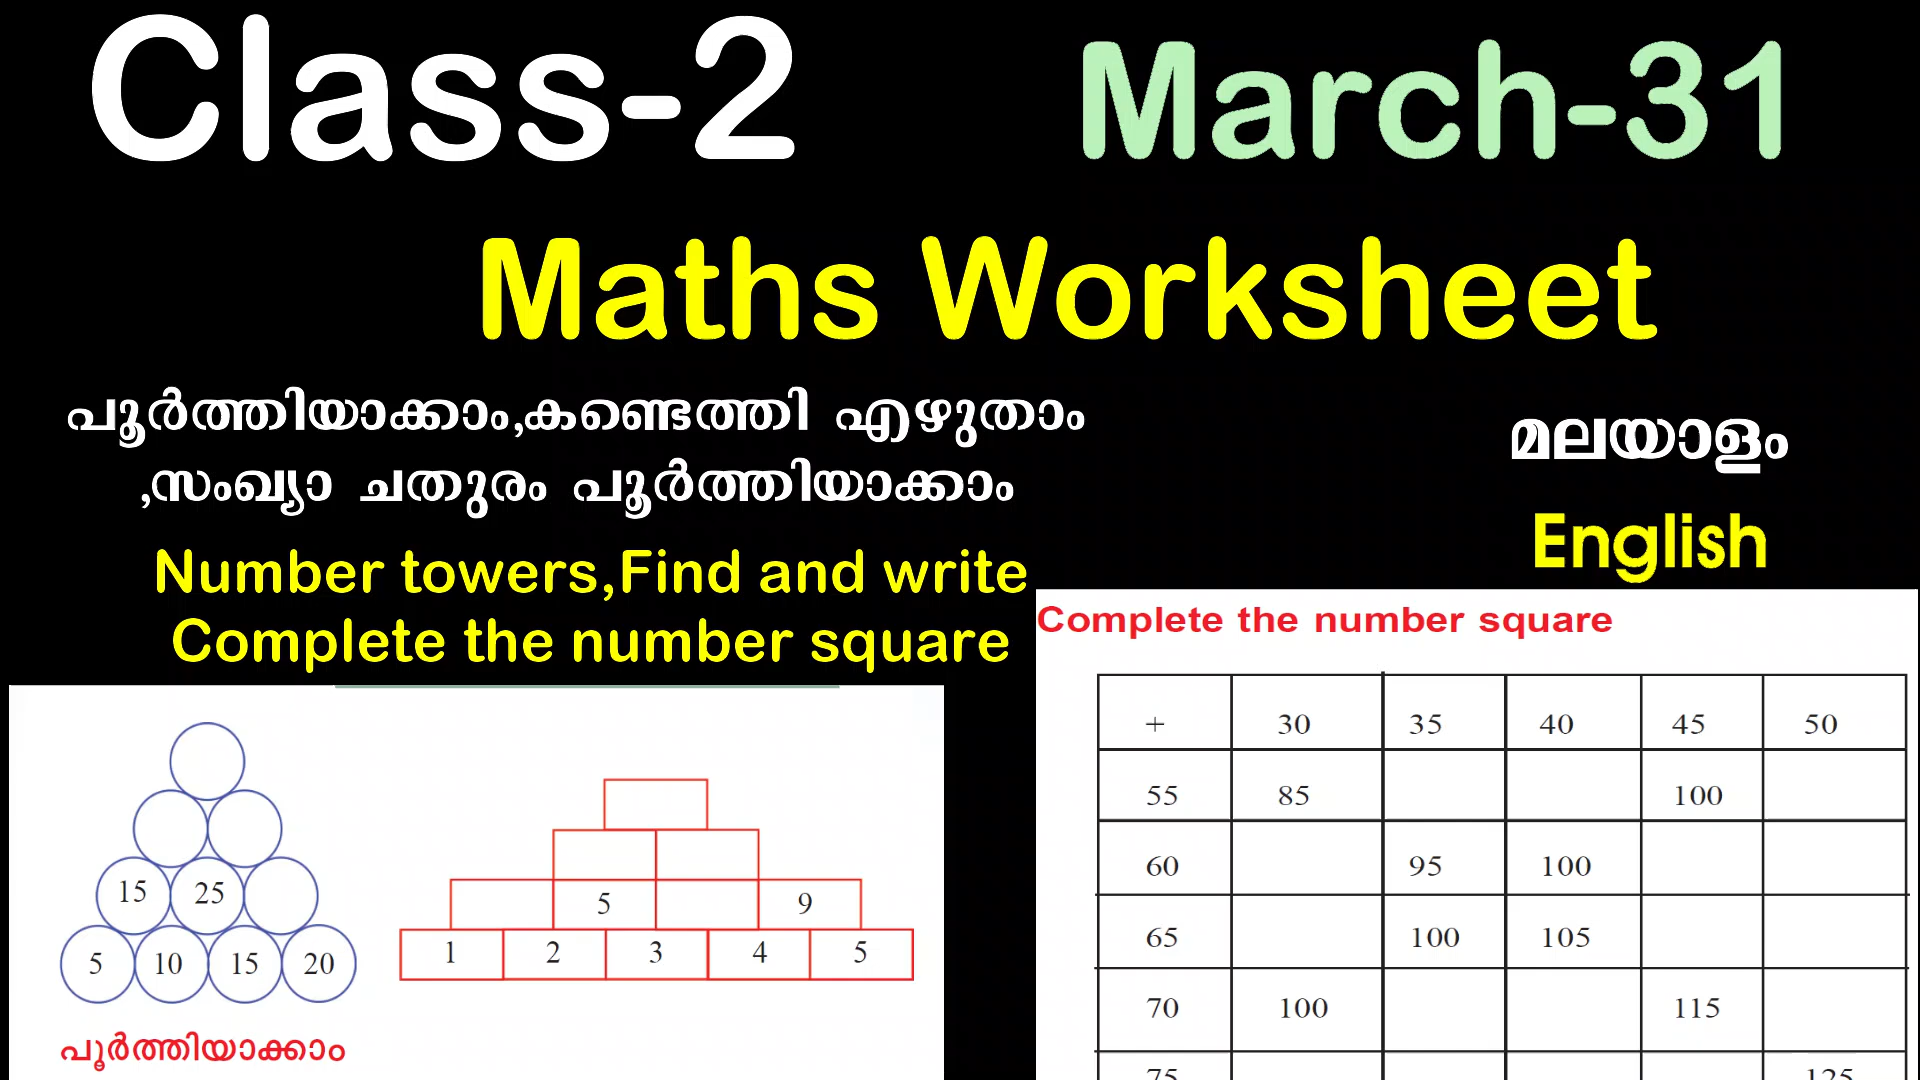 Class-2 March-31
Maths Worksheet
പൂർത്തിയാക്കാം,കണ്ടെത്തി എഴുതാം
,സംഖ്യാ ചതുരം പൂർത്തിയാക്കാം
മലയാളം
English
Number towers,Find and write
Complete the number square
15 25
5 10 15 20
പൂർത്തിയാക്കാം
5 9
1 2 3 4 5
Complete the number square
+ 30 35 40 45 50
55 85 100
60 95 100
65 100 105
70 100 115
75 125